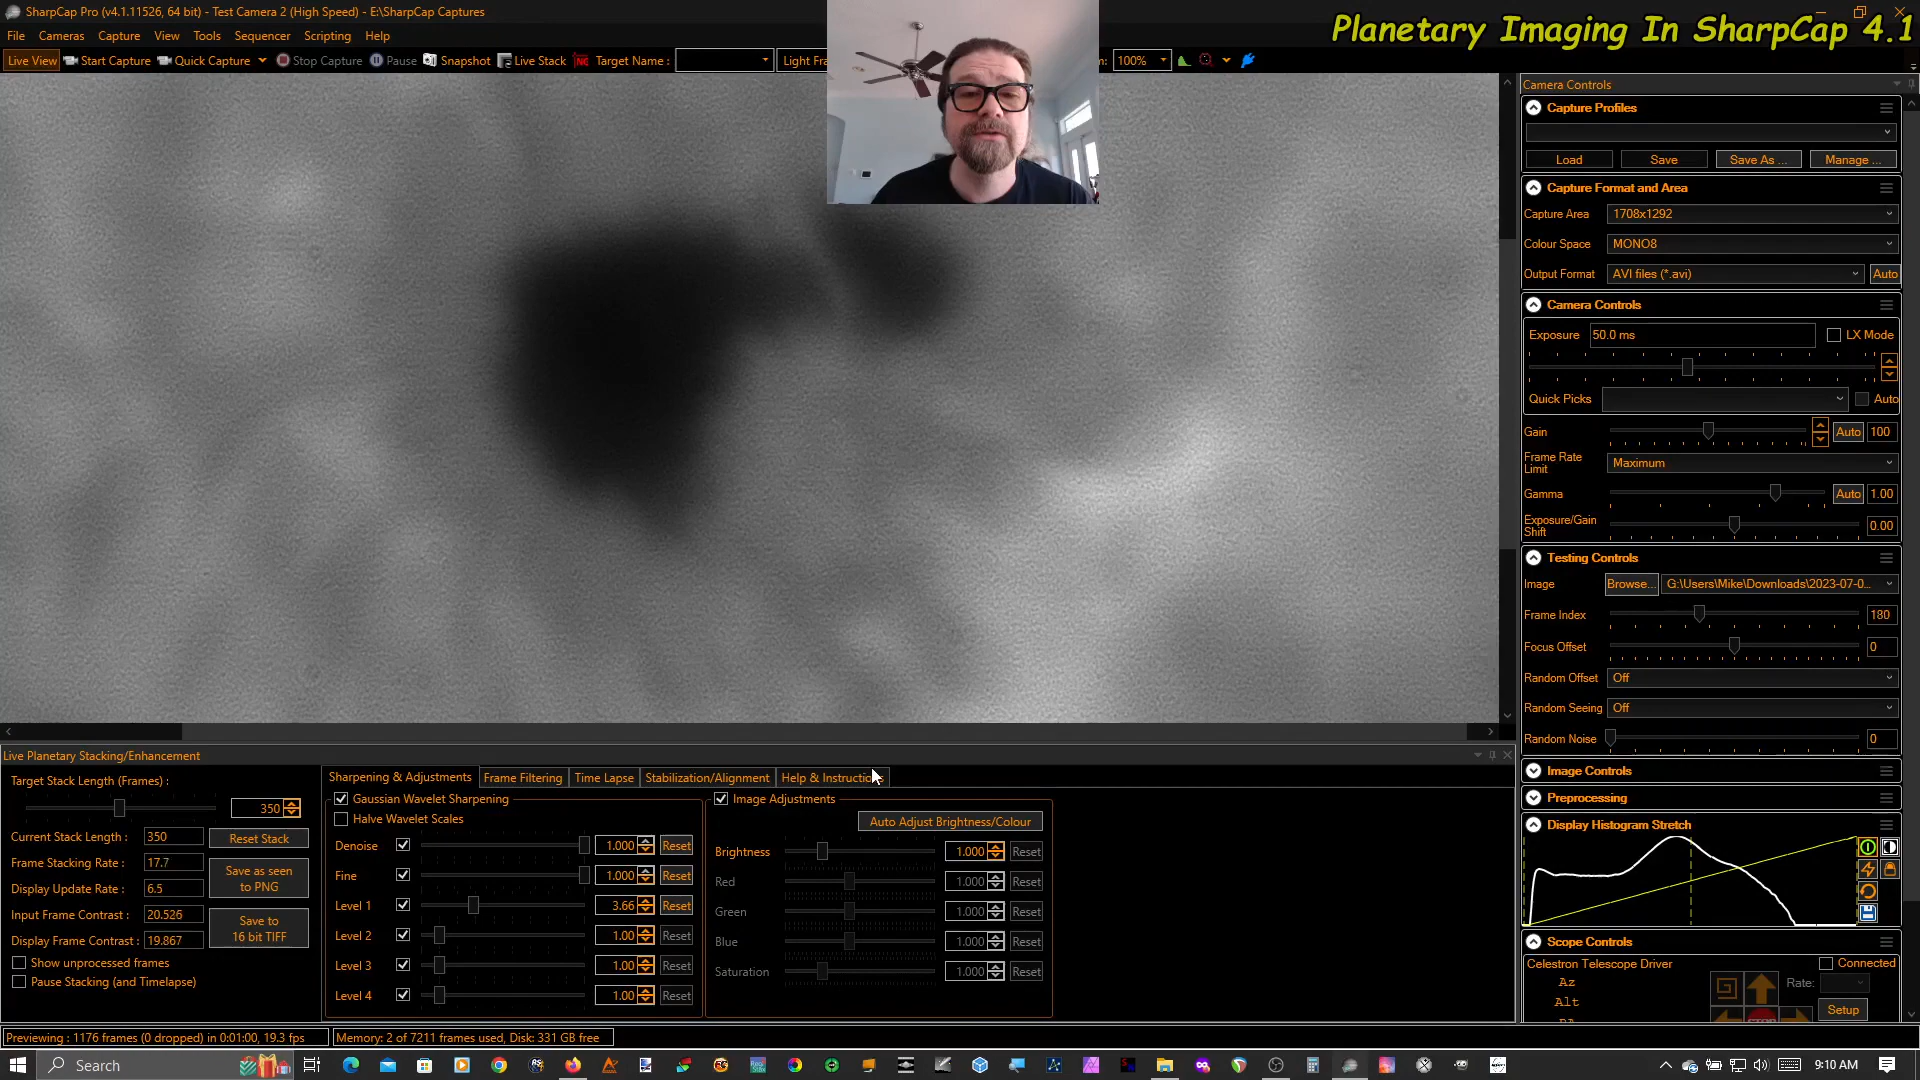 SharpCap Pro (v4.1.11526, 64 bit) - Test Camera 2 (High Speed) - E:\SharpCap Captures
Planetary Imaging In SharpCap 4.1
File Cameras Capture View Tools Sequencer Scripting Help
Live View Start Capture Quick Capture Stop Capture Pause Snapshot Live Stack Target Name : Light 100%
Camera Controls
Capture Profiles
Load Save Save As ... Manage ...
Capture Format and Area
Capture Area 1708x1292
Colour Space MONO8
Output Format AVI files (*.avi) Auto
Camera Controls
Exposure 50.0 ms LX Mode
Quick Picks Auto
Gain Auto 100
Frame Rate Limit Maximum
Gamma Auto 1.00
Exposure/Gain Shift 0.00
Testing Controls
Image Browse... G:\Users\Mike\Downloads\2023-07-0...
Frame Index 180
Focus Offset 0
Random Offset Off
Random Seeing Off
Random Noise 0
Image Controls
Preprocessing
Display Histogram Stretch
Scope Controls
Celestron Telescope Driver Connected
Az Rate:
Alt Setup
STOP
Live Planetary Stacking/Enhancement
Target Stack Length (Frames) :
350
Current Stack Length : 350 Reset Stack
Frame Stacking Rate : 17.7 Save as seen to PNG
Display Update Rate : 6.5
Input Frame Contrast : 20.526 Save to 16 bit TIFF
Display Frame Contrast : 19.867
Show unprocessed frames
Pause Stacking (and Timelapse)
Sharpening & Adjustments Frame Filtering Time Lapse Stabilization/Alignment Help & Instructions
Gaussian Wavelet Sharpening
Halve Wavelet Scales
Denoise 1.000 Reset
Fine 1.000 Reset
Level 1 3.66 Reset
Level 2 1.00 Reset
Level 3 1.00 Reset
Level 4 1.00 Reset
Image Adjustments
Auto Adjust Brightness/Colour
Brightness 1.000 Reset
Red 1.000 Reset
Green 1.000 Reset
Blue 1.000 Reset
Saturation 1.000 Reset
Previewing : 1176 frames (0 dropped) in 0:01:00, 19.3 fps Memory: 2 of 7211 frames used, Disk: 331 GB free
Search 9:10 AM